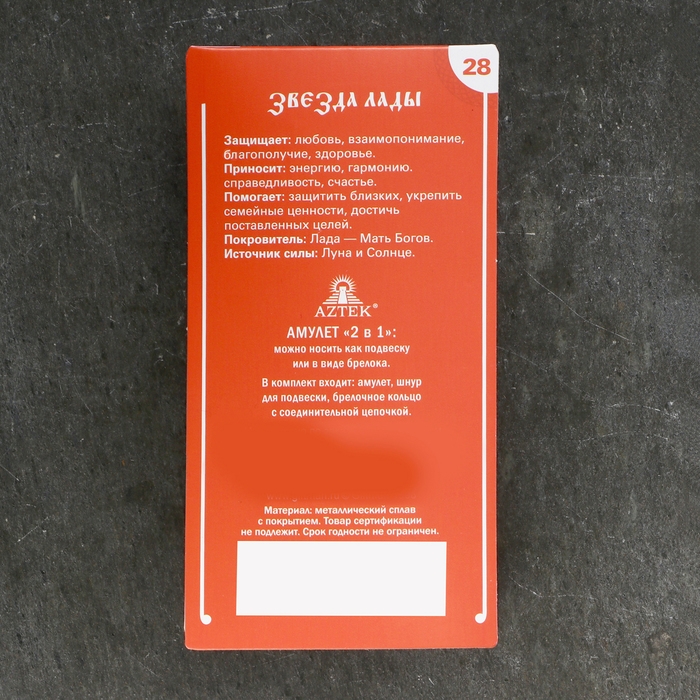 28
ЗВЕЗДА ЛАДЫ
Защищает: любовь, взаимопонимание,
благополучие, здоровье.
Приносит: энергию, гармонию.
справедливость, счастье.
Помогает: защитить близких, укрепить
семейные ценности, достичь
поставленных целей.
Покровитель: Лада — Мать Богов.
Источник силы: Луна и Солнце.
AZTEK®
АМУЛЕТ «2 в 1»:
можно носить как подвеску
или в виде брелока.
В комплект входит: амулет, шнур
для подвески, брелочное кольцо
с соединительной цепочкой.
Материал: металлический сплав
с покрытием. Товар сертификации
не подлежит. Срок годности не ограничен.